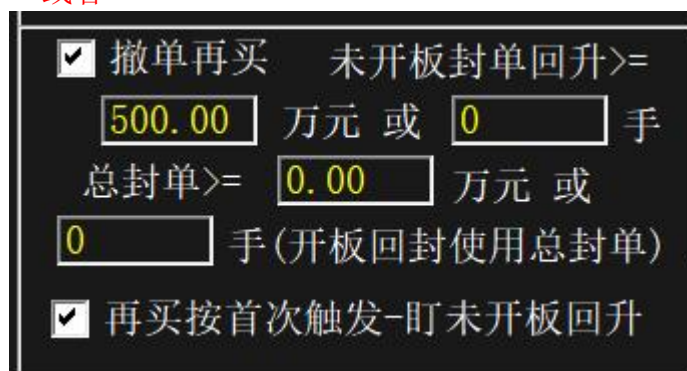 撤单再买 未开板封单回升>=
500.00 万元 或 0 手
总封单>= 0.00 万元 或
0 手(开板回封使用总封单)
再买按首次触发-盯未开板回升